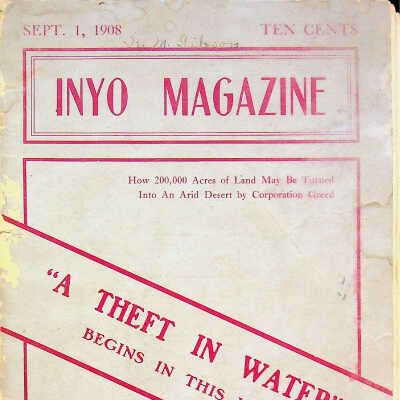 SEPT. 1, 1908 TEN CENTS
INYO MAGAZINE
How 200,000 Acres of Land May Be Turned
Into An Arid Desert by Corporation Greed
"A THEFT IN WATER"
BEGINS IN THIS